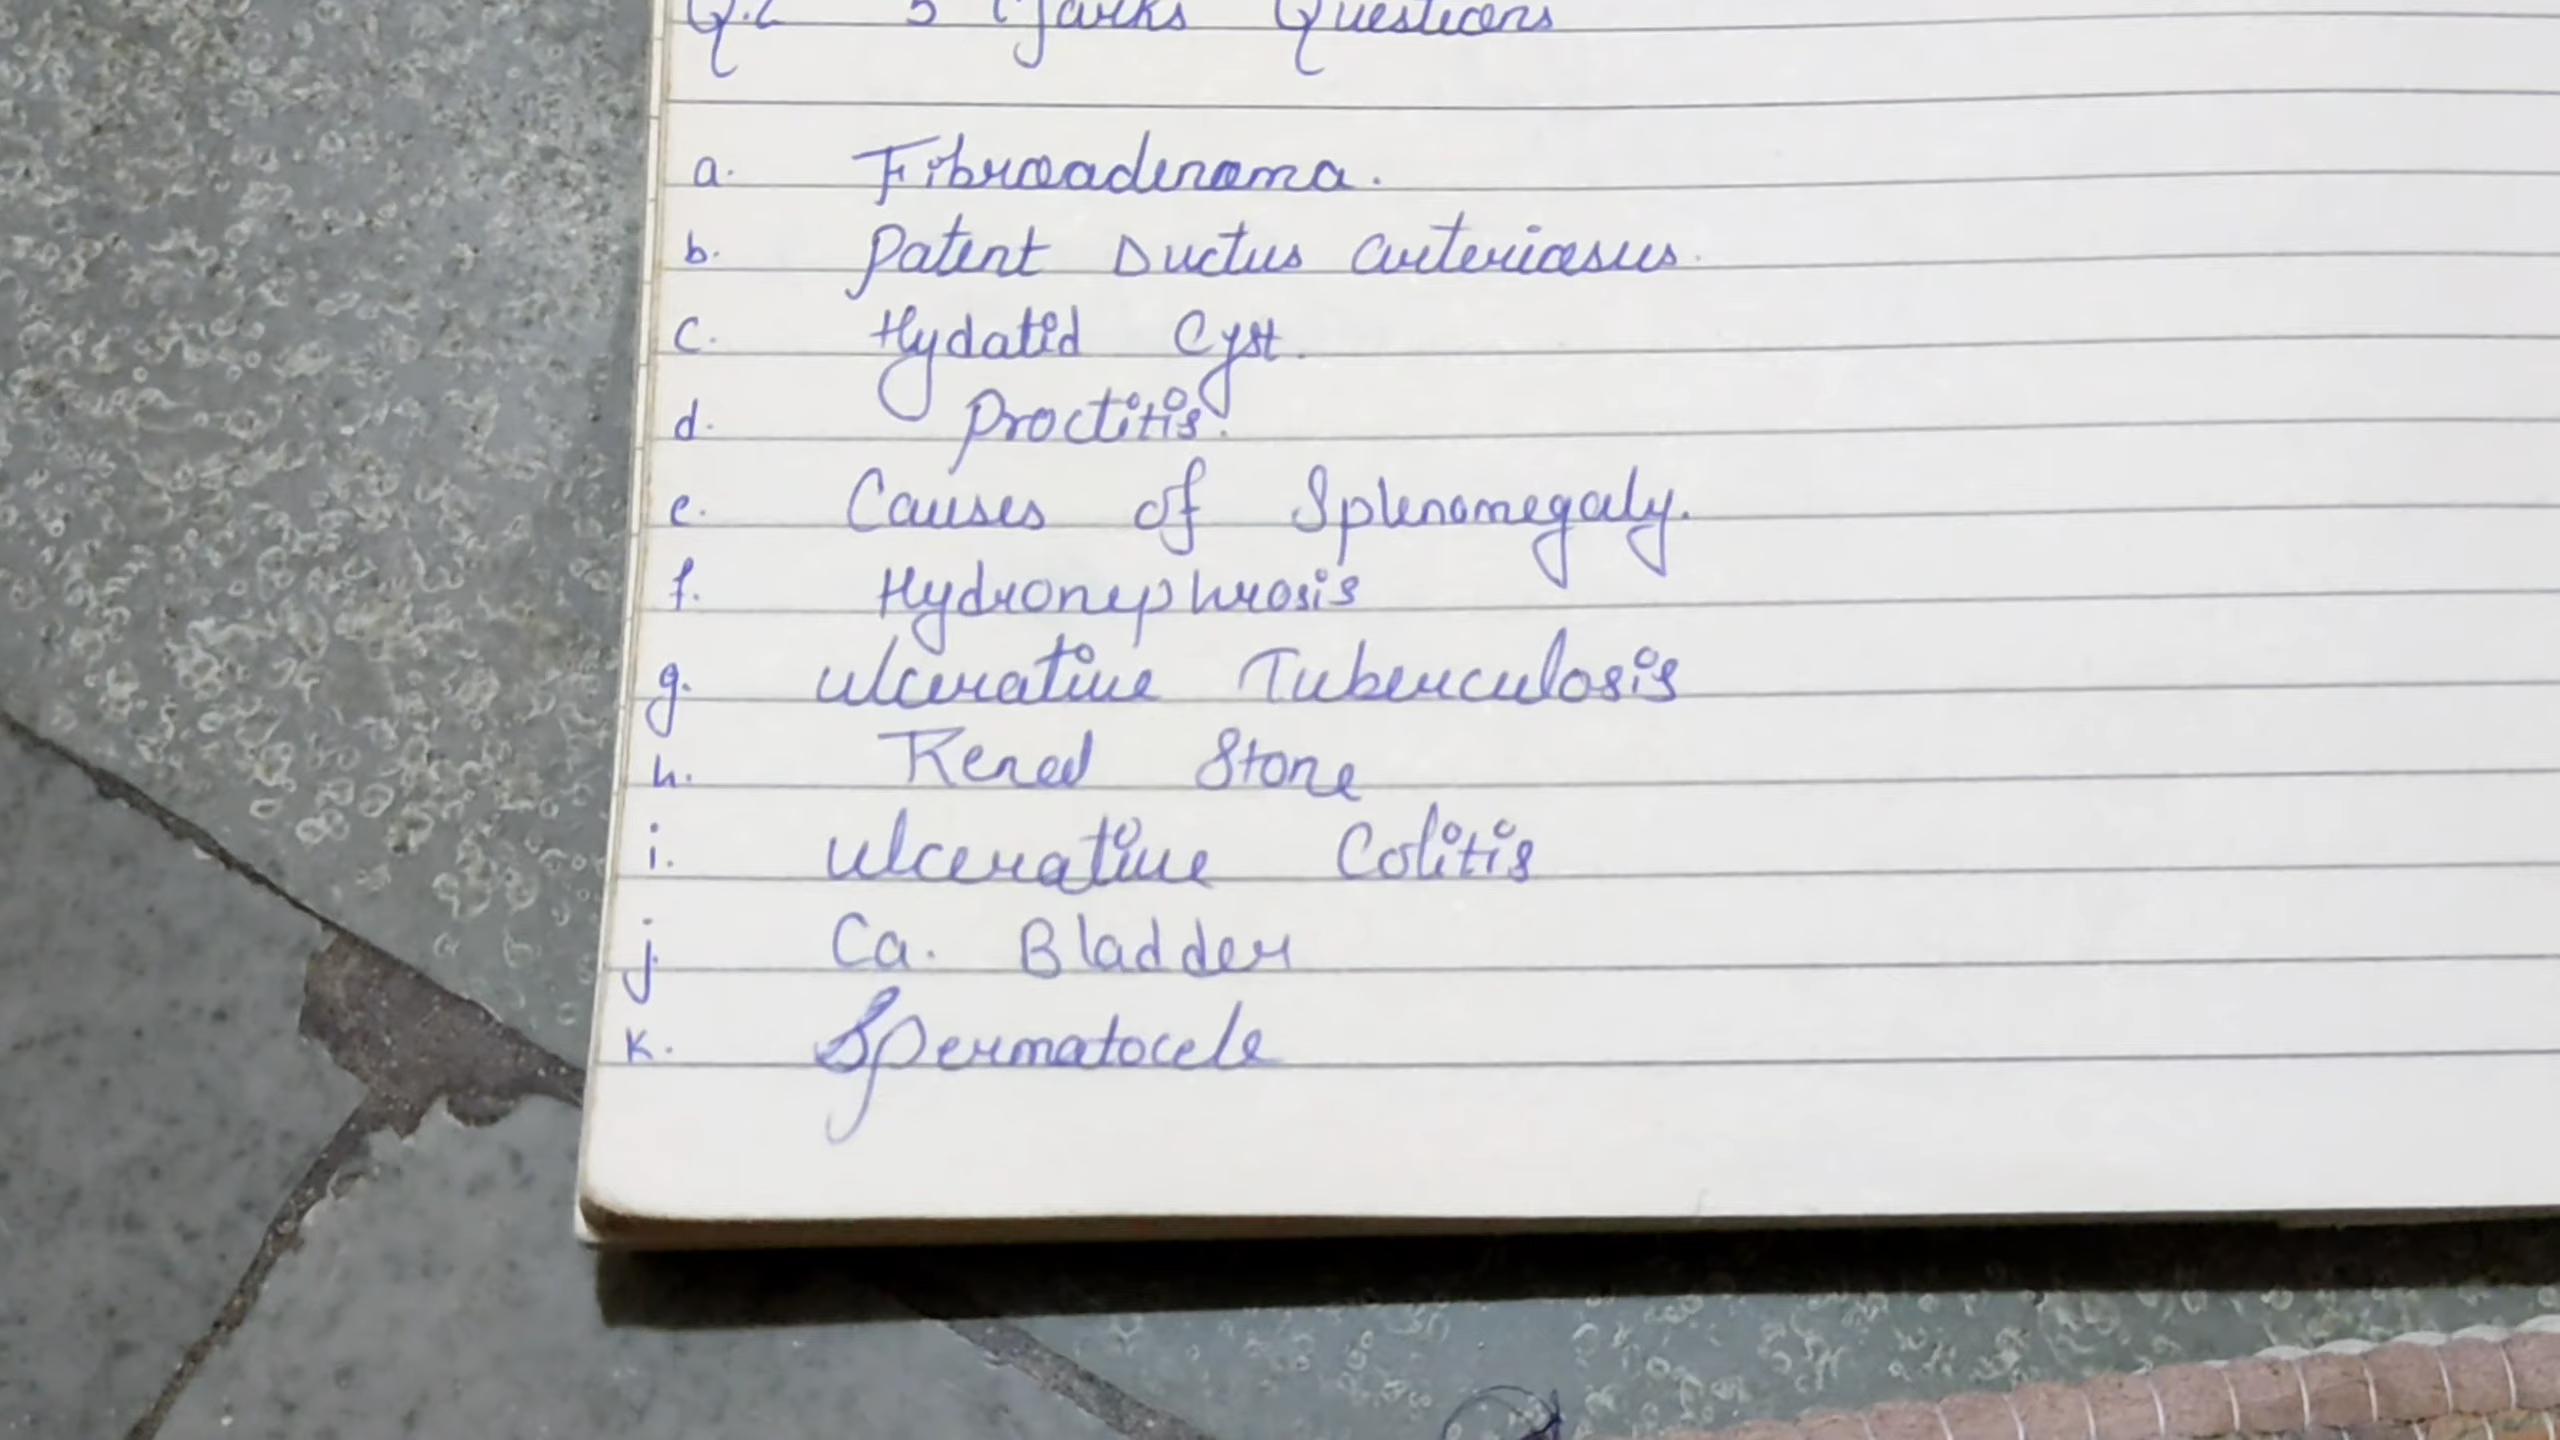 Q.2 5 Marks Questions
a. Fibroadenoma.
b. Patent Ductus arteriosus.
c. Hydatid Cyst.
d. Proctitis.
e. Causes of Splenomegaly.
f. Hydronephrosis
g. ulcerative Tuberculosis
h. Renal Stone
i. ulcerative Colitis
j. Ca. Bladder
k. Spermatocele